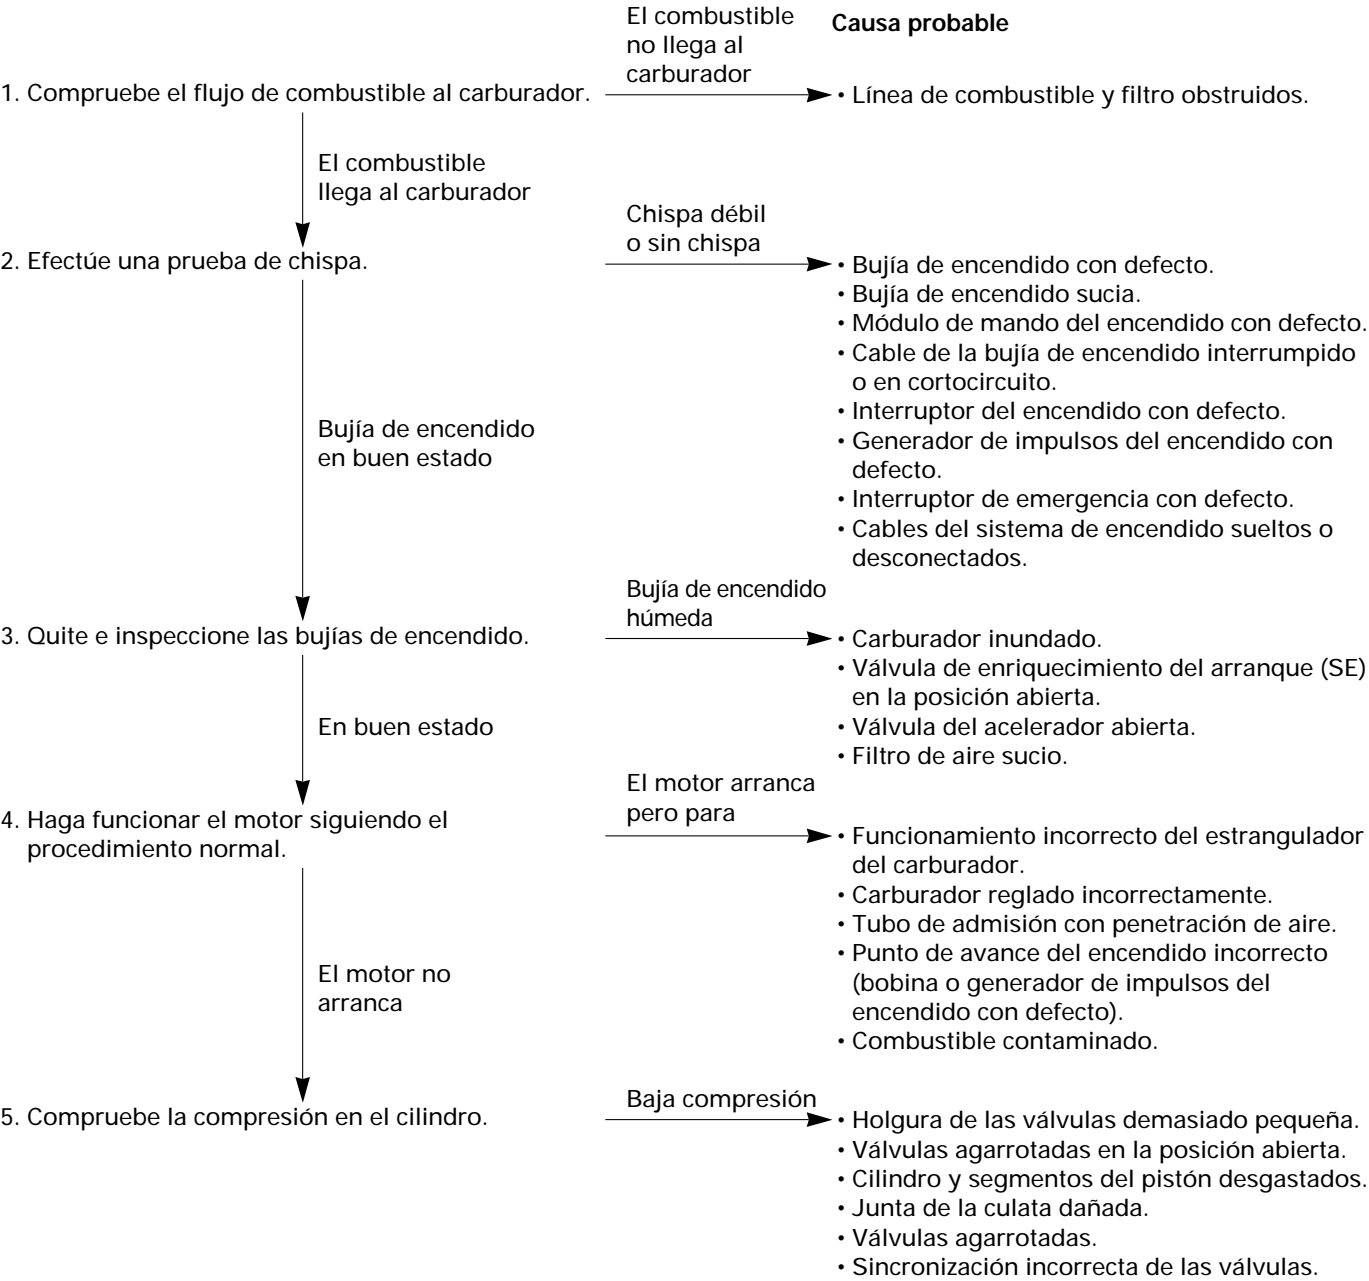 El combustible
no llega al
carburador
Causa probable
1. Compruebe el flujo de combustible al carburador.
• Línea de combustible y filtro obstruidos.
El combustible
llega al carburador
Chispa débil
o sin chispa
2. Efectúe una prueba de chispa.
• Bujía de encendido con defecto.
• Bujía de encendido sucia.
• Módulo de mando del encendido con defecto.
• Cable de la bujía de encendido interrumpido
o en cortocircuito.
• Interruptor del encendido con defecto.
• Generador de impulsos del encendido con
defecto.
• Interruptor de emergencia con defecto.
• Cables del sistema de encendido sueltos o
desconectados.
Bujía de encendido
en buen estado
Bujía de encendido
húmeda
3. Quite e inspeccione las bujías de encendido.
• Carburador inundado.
• Válvula de enriquecimiento del arranque (SE)
en la posición abierta.
• Válvula del acelerador abierta.
• Filtro de aire sucio.
En buen estado
El motor arranca
pero para
4. Haga funcionar el motor siguiendo el
procedimiento normal.
• Funcionamiento incorrecto del estrangulador
del carburador.
• Carburador reglado incorrectamente.
• Tubo de admisión con penetración de aire.
• Punto de avance del encendido incorrecto
(bobina o generador de impulsos del
encendido con defecto).
• Combustible contaminado.
El motor no
arranca
Baja compresión
5. Compruebe la compresión en el cilindro.
• Holgura de las válvulas demasiado pequeña.
• Válvulas agarrotadas en la posición abierta.
• Cilindro y segmentos del pistón desgastados.
• Junta de la culata dañada.
• Válvulas agarrotadas.
• Sincronización incorrecta de las válvulas.